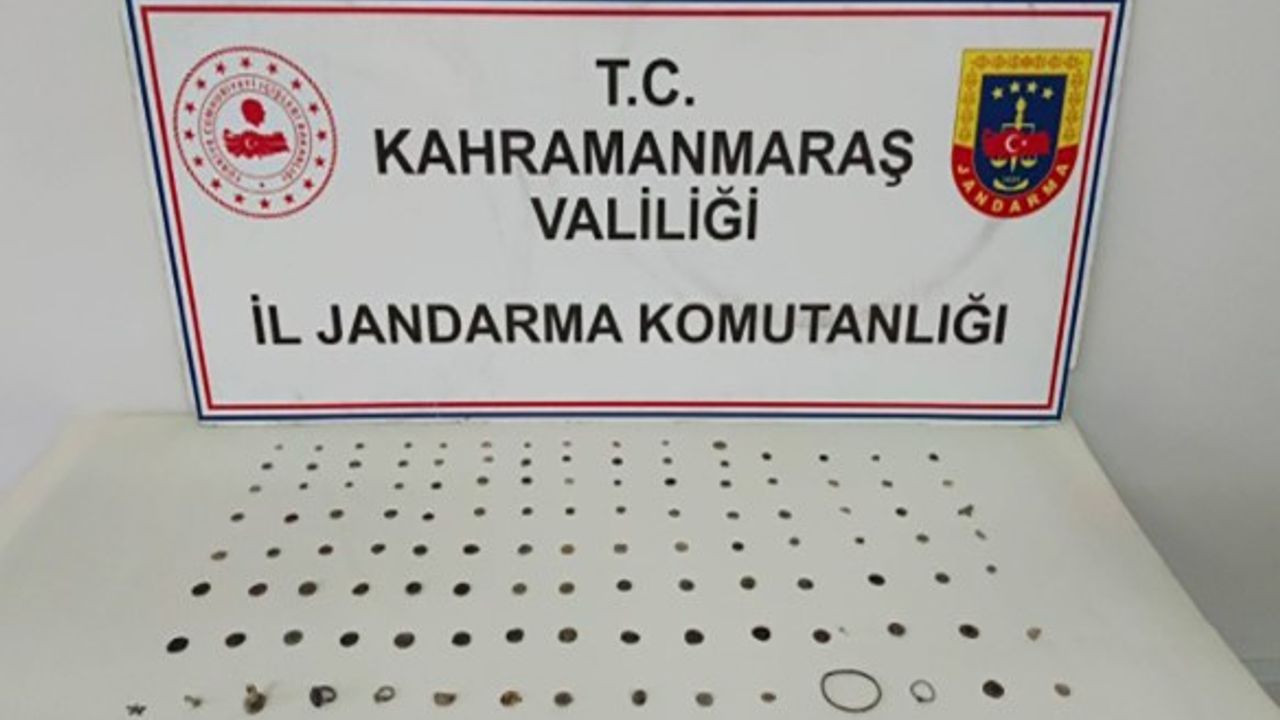 T.C.
KAHRAMANMARAŞ
VALİLİĞİ
İL JANDARMA KOMUTANLIĞI
JANDARMA